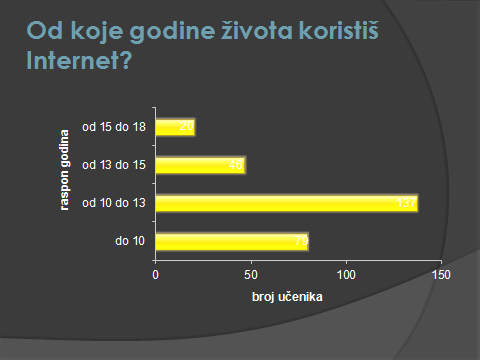 Od koje godine života koristiš
Internet?
raspon godina
od 15 do 18
20
od 13 do 15
od 10 do 13
137
do 10
79
0
50
100
150
broj učenika